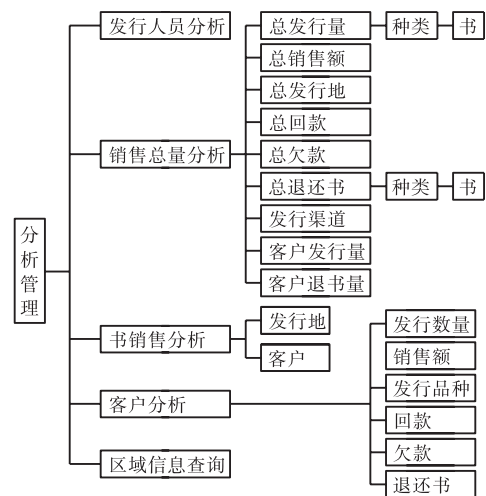 发行人员分析
总发行量
种类
书
总销售额
总发行地
总回款
销售总量分析
总欠款
总退还书
种类
书
发行渠道
客户发行量
客户退书量
分析管理
发行地
书销售分析
客户
发行数量
销售额
发行品种
客户分析
回款
欠款
区域信息查询
退还书